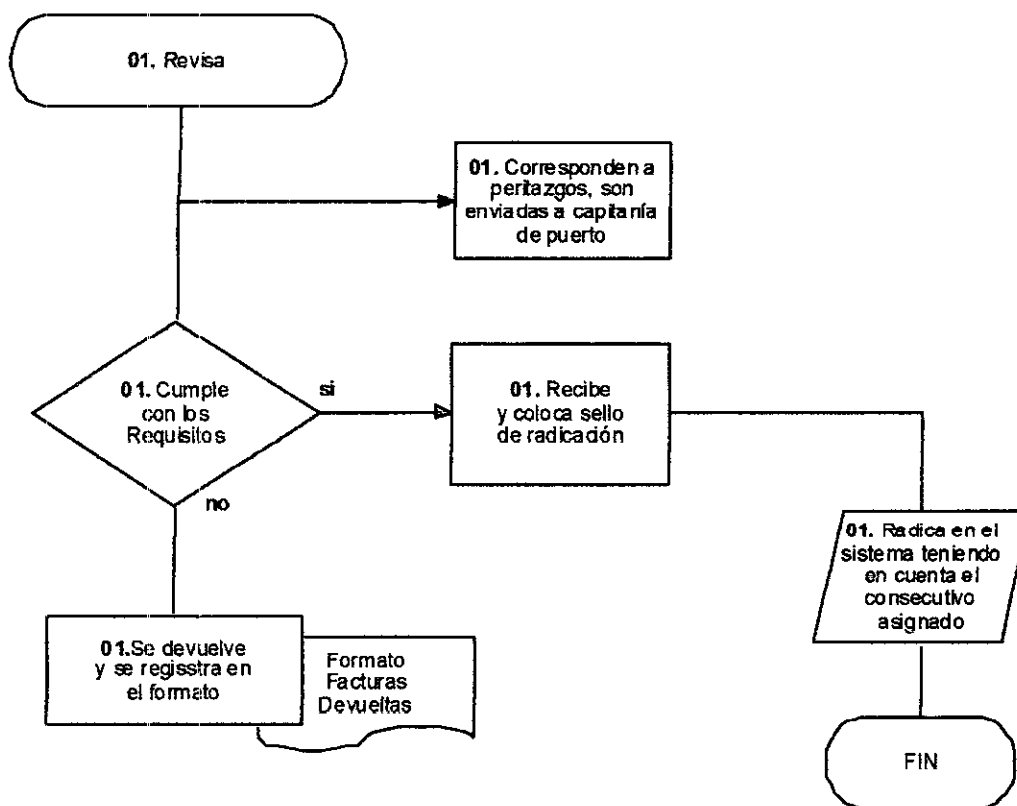 01. Revisa
01. Corresponden a
peritazgos, son
enviadas a capitanía
de puerto
01. Cumple
con los
Requisitos
si
01. Recibe
y coloca sello
de radicación
no
01. Radica en el
sistema teniendo
en cuenta el
consecutivo
asignado
01.Se devuelve
y se regisstra en
el formato
Formato
Facturas
Devueltas
FIN